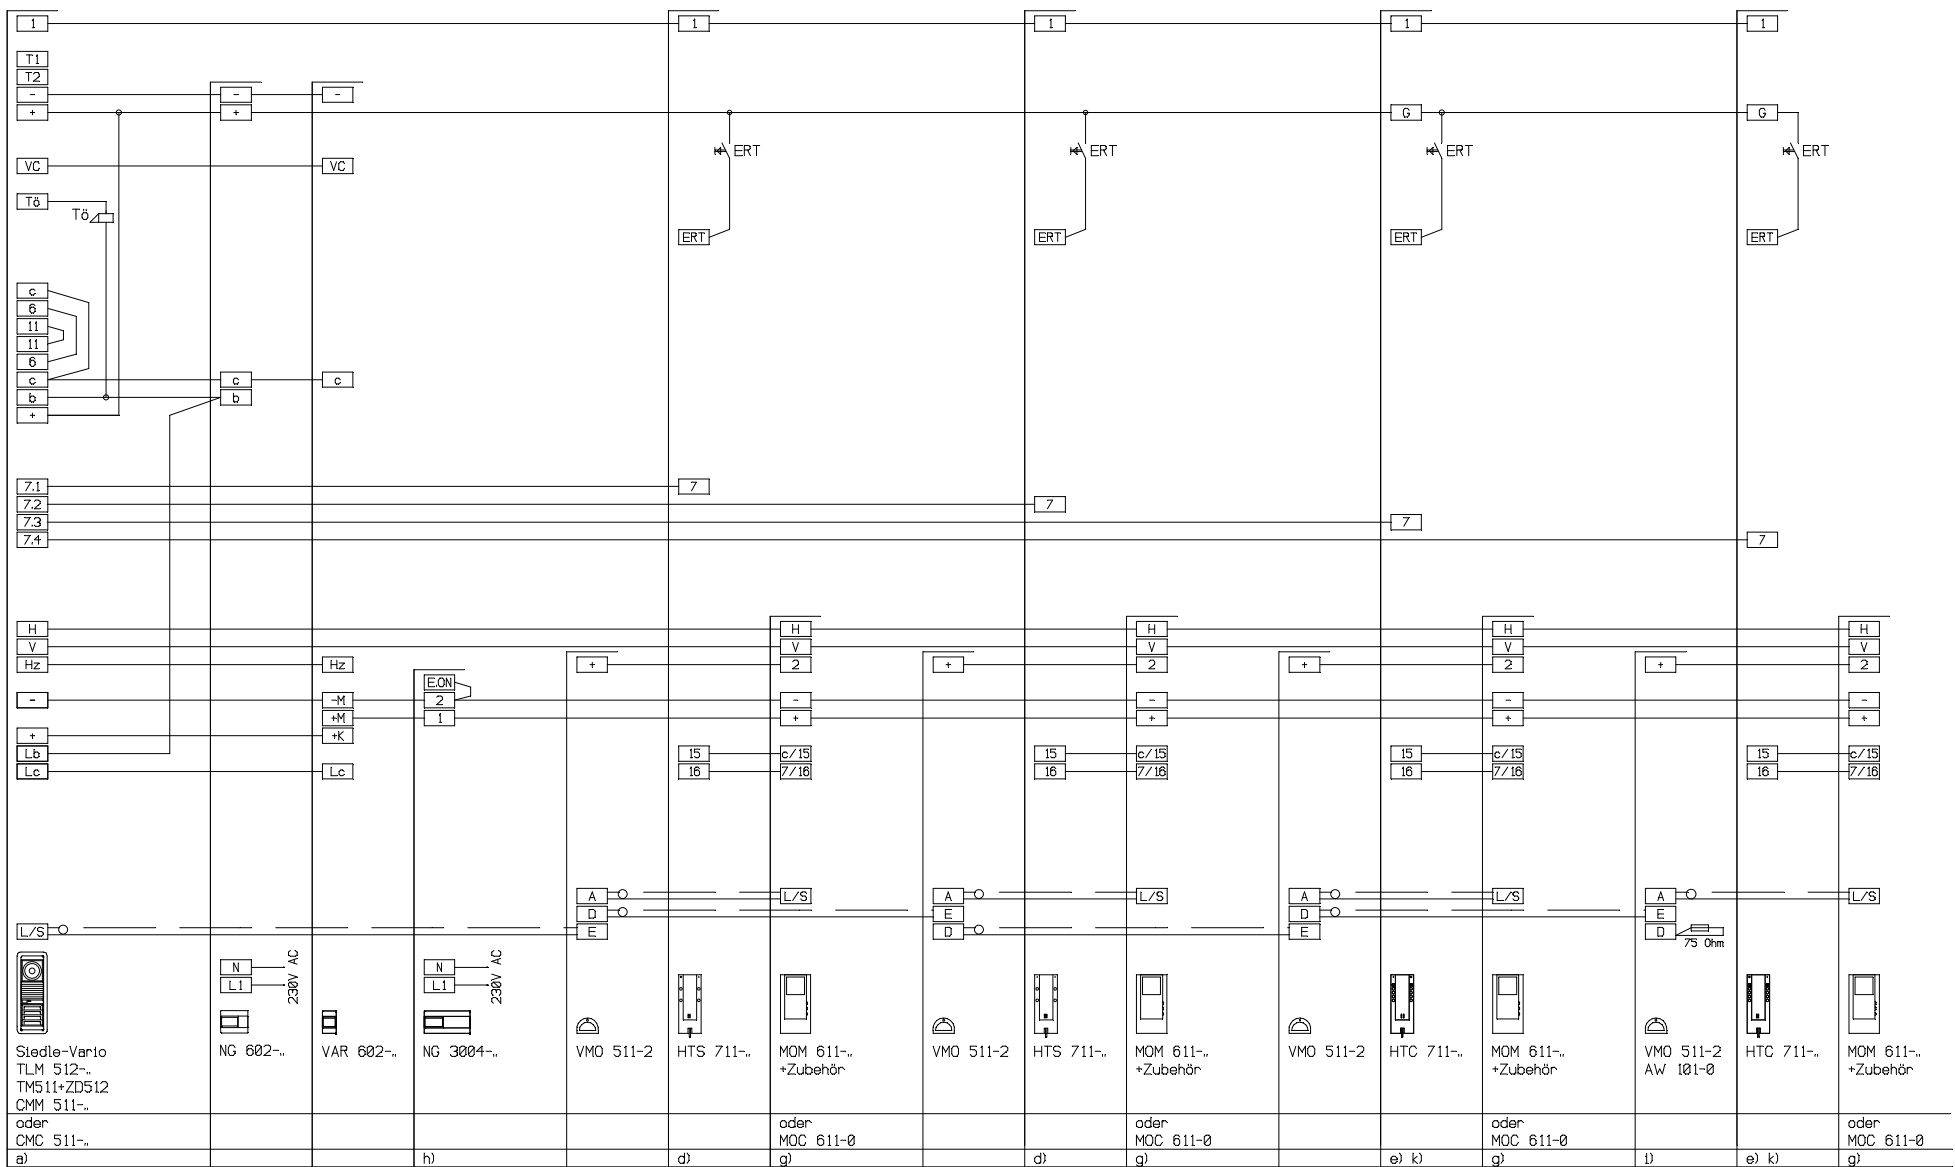 1 1 1 1 1
T1
T2
- - -
+ +
G G
ERT ERT ERT ERT
VC VC
Tö
Tö
ERT ERT ERT ERT
c
6
11
11
6
c c c
b b
+
7.1 7
7.2 7
7.3 7
7.4 7
H H H H H
V V V V V
Hz Hz + 2 + 2 + 2 + 2
E.ON
- -M 2 - - - -
+M 1 + + + +
+ +K
Lb 15 c/15 15 c/15 15 c/15 15 c/15
Lc Lc 16 7/16 16 7/16 16 7/16 16 7/16
A L/S A L/S A L/S A L/S
D E D E
L/S E D E D
75 Ohm
N N
L1 L1
230V AC 230V AC
Siedle-Vario
TLM 512-..
TM511+ZD512
CMM 511-..
oder
CMC 511-..
a)
NG 602-..
VAR 602-..
NG 3004-..
h)
VMO 511-2
HTS 711-..
d)
MOM 611-..
+Zubehör
oder
MOC 611-0
g)
VMO 511-2
HTS 711-..
d)
MOM 611-..
+Zubehör
oder
MOC 611-0
g)
VMO 511-2
HTC 711-..
e) k)
MOM 611-..
+Zubehör
oder
MOC 611-0
g)
VMO 511-2
AW 101-0
i)
HTC 711-..
e) k)
MOM 611-..
+Zubehör
oder
MOC 611-0
g)